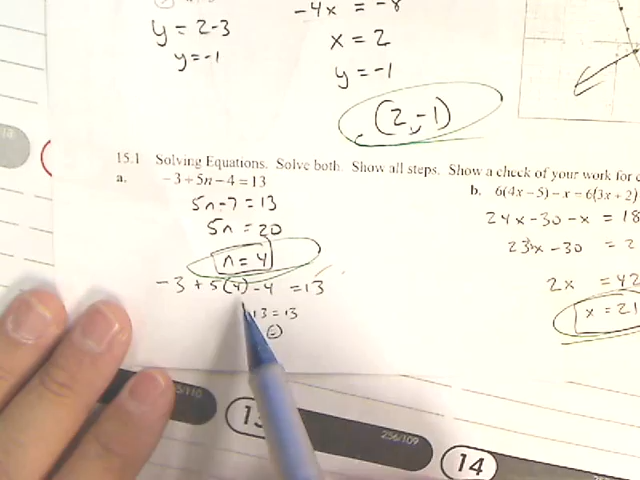 y = 2-3
y=-1
-4x = -8
x = 2
y = -1
(2,-1)
15.1 Solving Equations. Solve both. Show all steps. Show a check of your work for
a. -3+5n-4=13
5n-7=13
5n = 20
n = 4
-3 + 5(4)-4 =13
13=13
b. 6(4x-5)-x=6(3x+2)
24x-30-x = 18
23x-30 = 2
2x = 42
x = 21
13
256/109
14